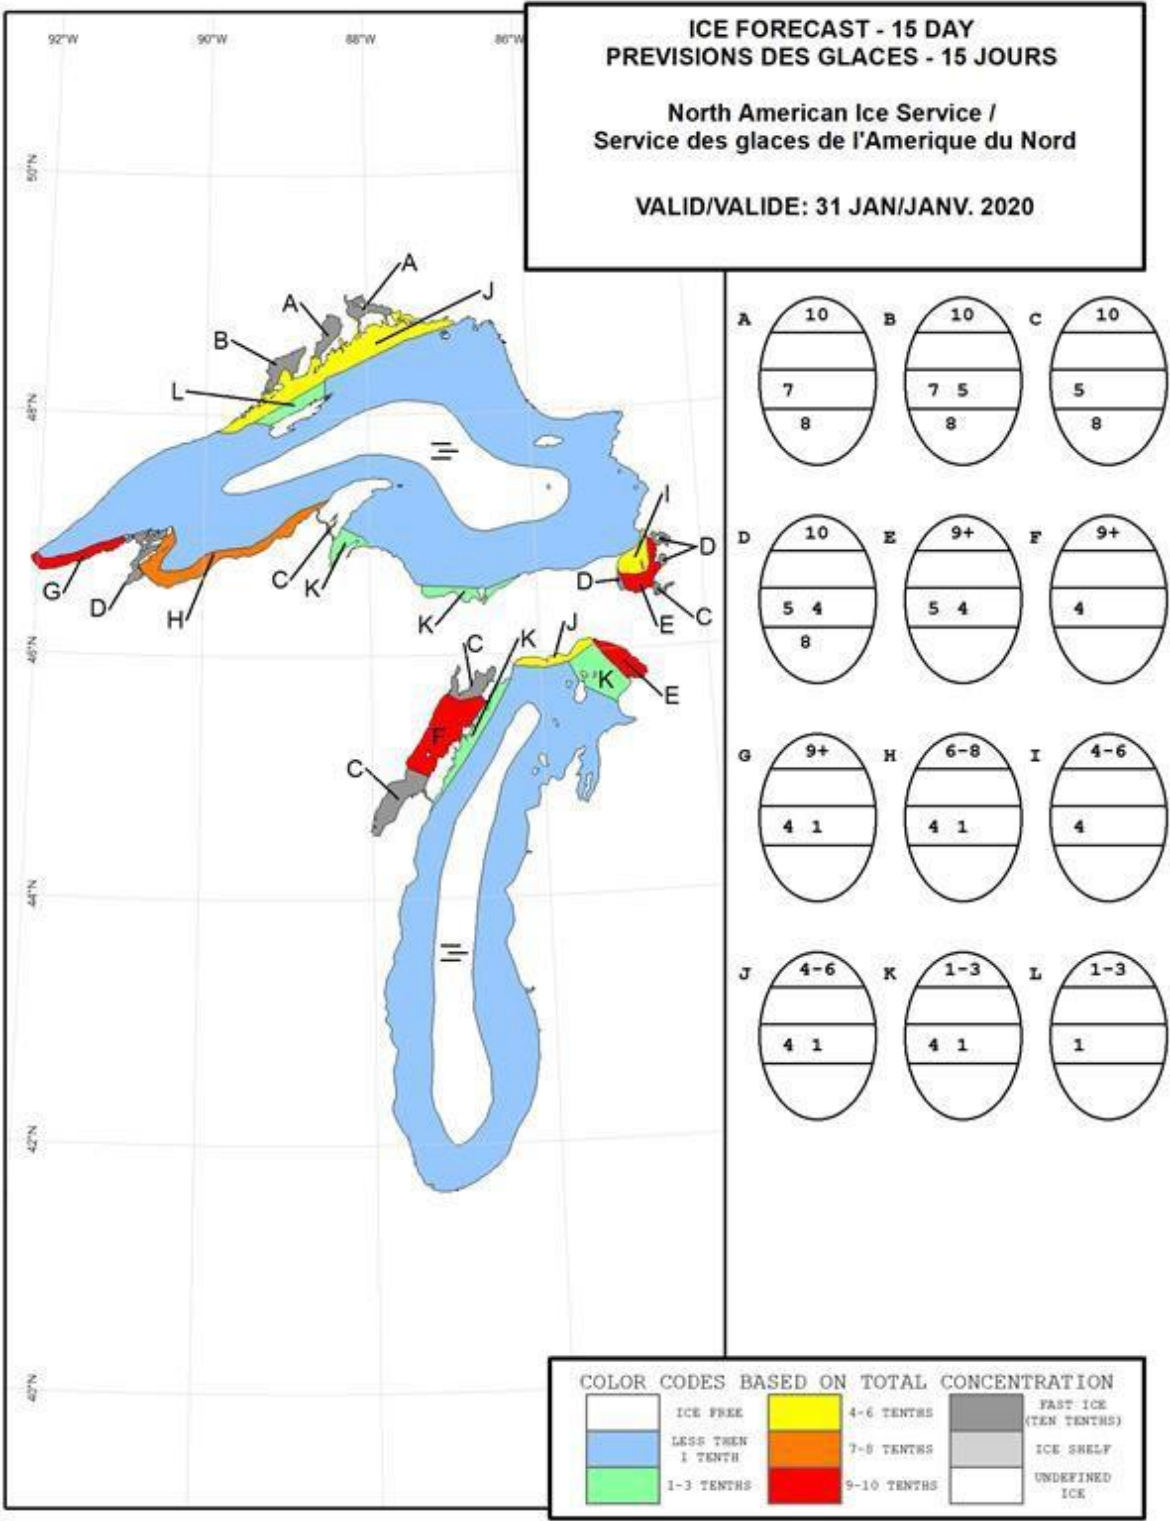 ICE FORECAST - 15 DAY
PREVISIONS DES GLACES - 15 JOURS
North American Ice Service /
Service des glaces de l'Amerique du Nord
VALID/VALIDE: 31 JAN/JANV. 2020
92°W 90°W 88°W 86°W
50°N
48°N
46°N
44°N
42°N
40°N
A
A
J
B
L
I
D
G
D
H
C
K
K
D
E
C
C
K
J
K
E
F
C
A 10 B 10 C 10
7 7 5 5
8 8 8
D 10 E 9+ F 9+
5 4 5 4 4
8
G 9+ H 6-8 I 4-6
4 1 4 1 4
J 4-6 K 1-3 L 1-3
4 1 4 1 1
COLOR CODES BASED ON TOTAL CONCENTRATION
ICE FREE
LESS THEN
1 TENTH
1-3 TENTHS
4-6 TENTHS
7-8 TENTHS
9-10 TENTHS
FAST ICE
(TEN TENTHS)
ICE SHELF
UNDEFINED
ICE